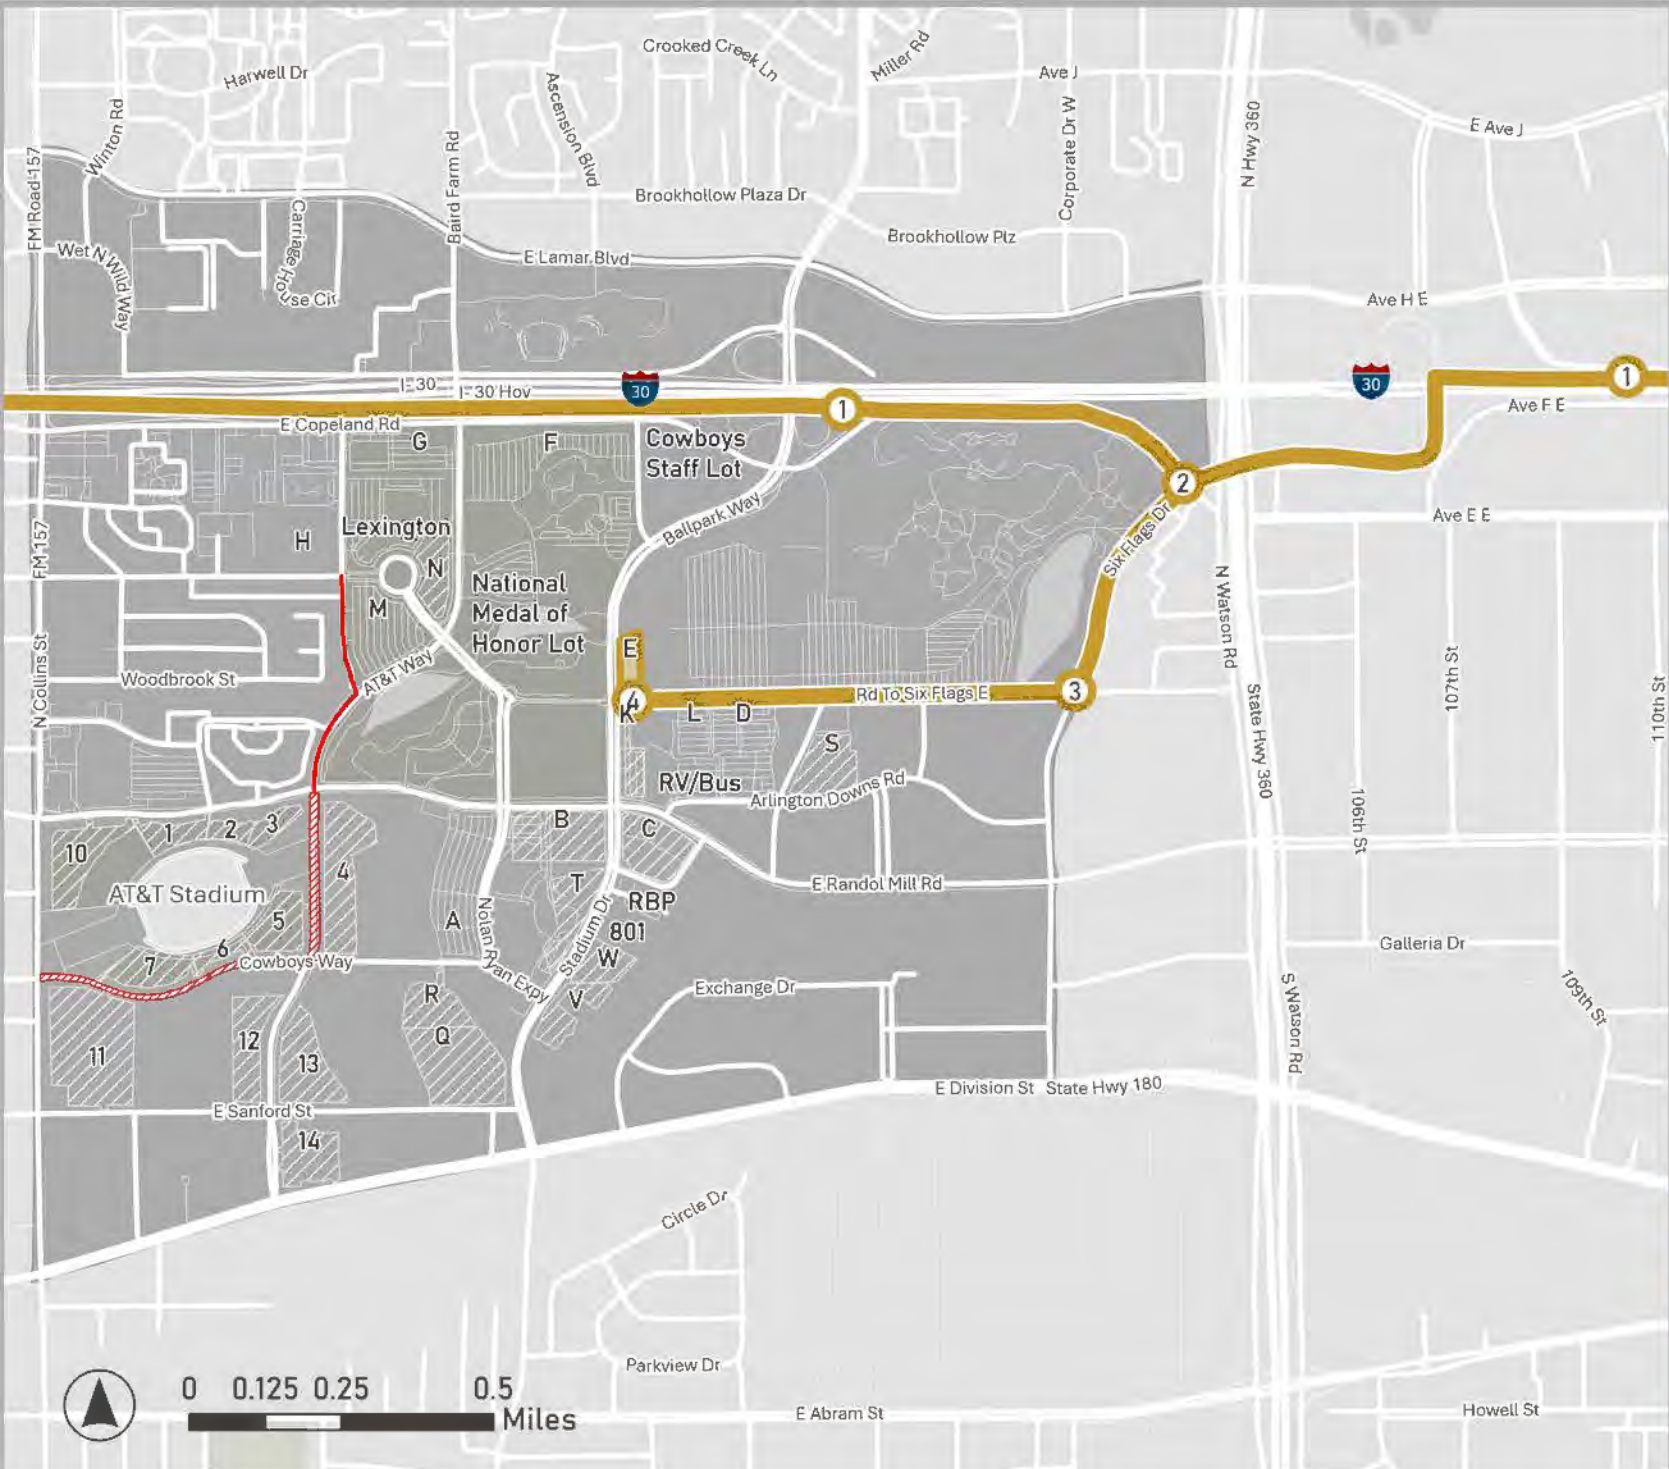 Crooked Creek Ln
Miller Rd
Harwell Dr
Ave J
Winton Rd
Ascension Blvd
Corporate Dr W
N Hwy 360
E Ave J
FM Road 157
Baird Farm Rd
Brookhollow Plaza Dr
Carriage House Cir
Wet N Wild Way
Brookhollow Plz
E Lamar Blvd
Ave H E
I-30
I-30 Hov
30
30
1
1
Ave F E
E Copeland Rd
G
F
Cowboys
Staff Lot
2
Ballpark Way
Ave E E
Lexington
H
FM 157
N
M
National
Medal of
Honor Lot
Six Flags Dr
N Watson Rd
N Collins St
E
Woodbrook St
AT&T Way
4
K
L
D
Rd To Six Flags E
3
State Hwy 360
107th St
110th St
S
RV/Bus
Arlington Downs Rd
106th St
1
2
3
B
C
10
4
AT&T Stadium
T
E Randol Mill Rd
5
A
RBP
801
Nolan Ryan Expy
Stadium Dr
6
7
Cowboys Way
W
Galleria Dr
R
V
Exchange Dr
S Watson Rd
109th St
Q
12
11
13
E Division St
State Hwy 180
E Sanford St
14
Circle Dr
Parkview Dr
0 0.125 0.25 0.5
Miles
E Abram St
Howell St